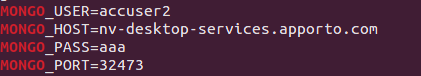 MONGO_USER=accuser2
MONGO_HOST=nv-desktop-services.apporto.com
MONGO_PASS=aaa
MONGO_PORT=32473